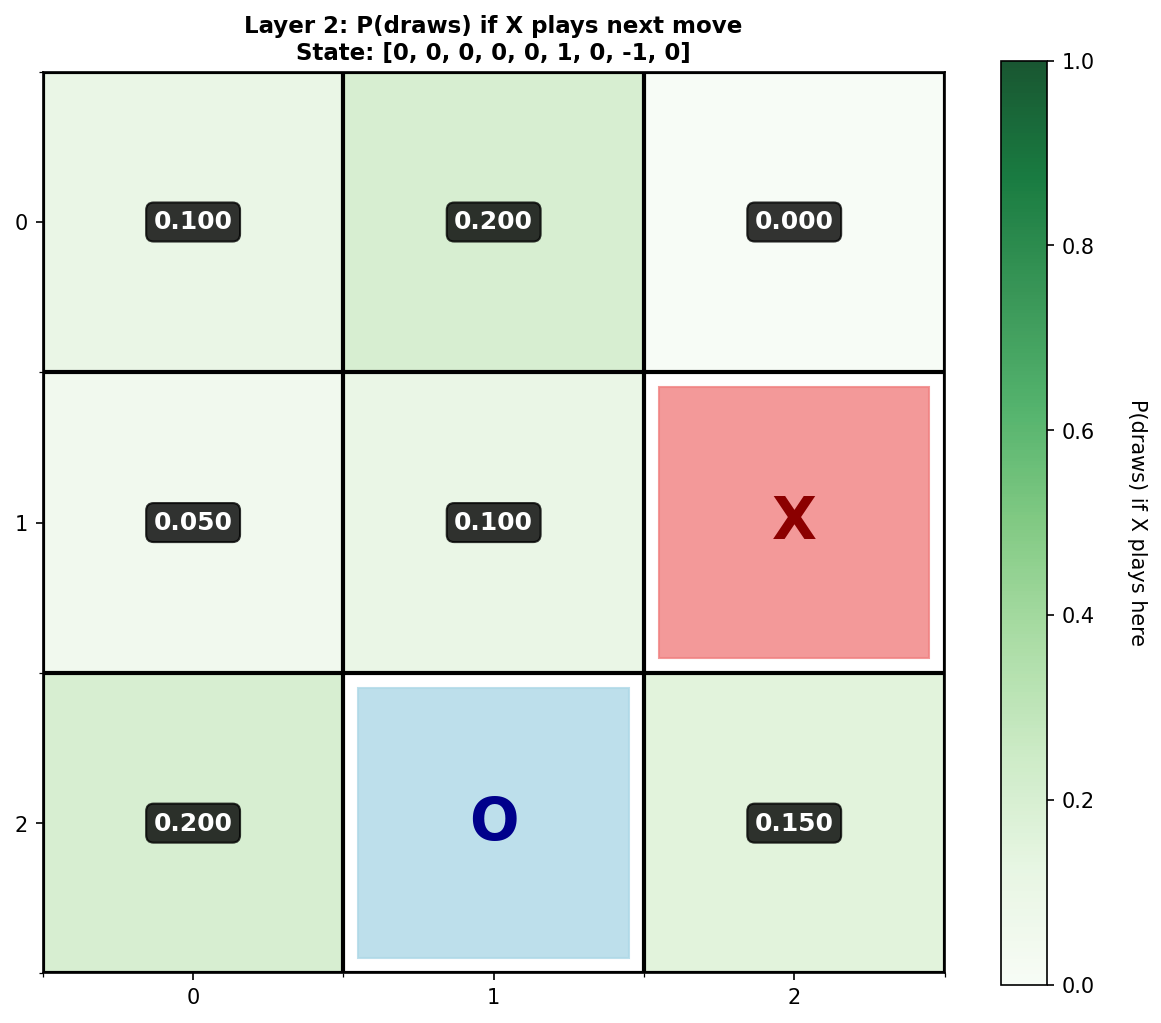 Layer 2: P(draws) if X plays next move
State: [0, 0, 0, 0, 0, 1, 0, -1, 0]
0.100 0.200 0.000
0.050 0.100 X
0.200 O 0.150
0
1
2
0 1 2
1.0
0.8
0.6
0.4
0.2
0.0
P(draws) if X plays here